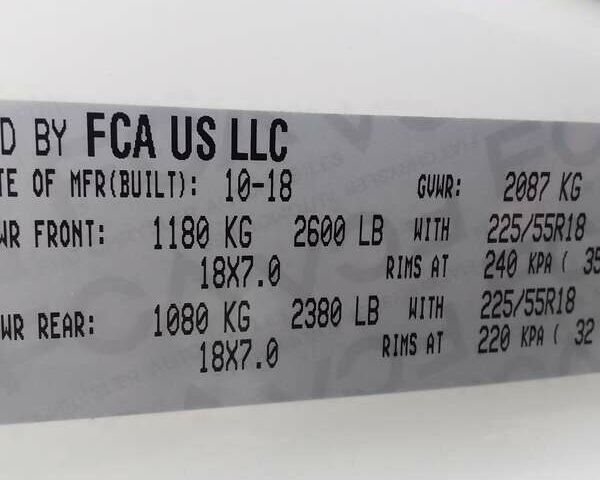 D BY FCA US LLC
TE OF MFR(BUILT): 10-18 GVWR: 2087 KG
WR FRONT: 1180 KG 2600 LB WITH 225/55R18
18X7.0 RIMS AT 240 KPA ( 35
WR REAR: 1080 KG 2380 LB WITH 225/55R18
18X7.0 RIMS AT 220 KPA ( 32